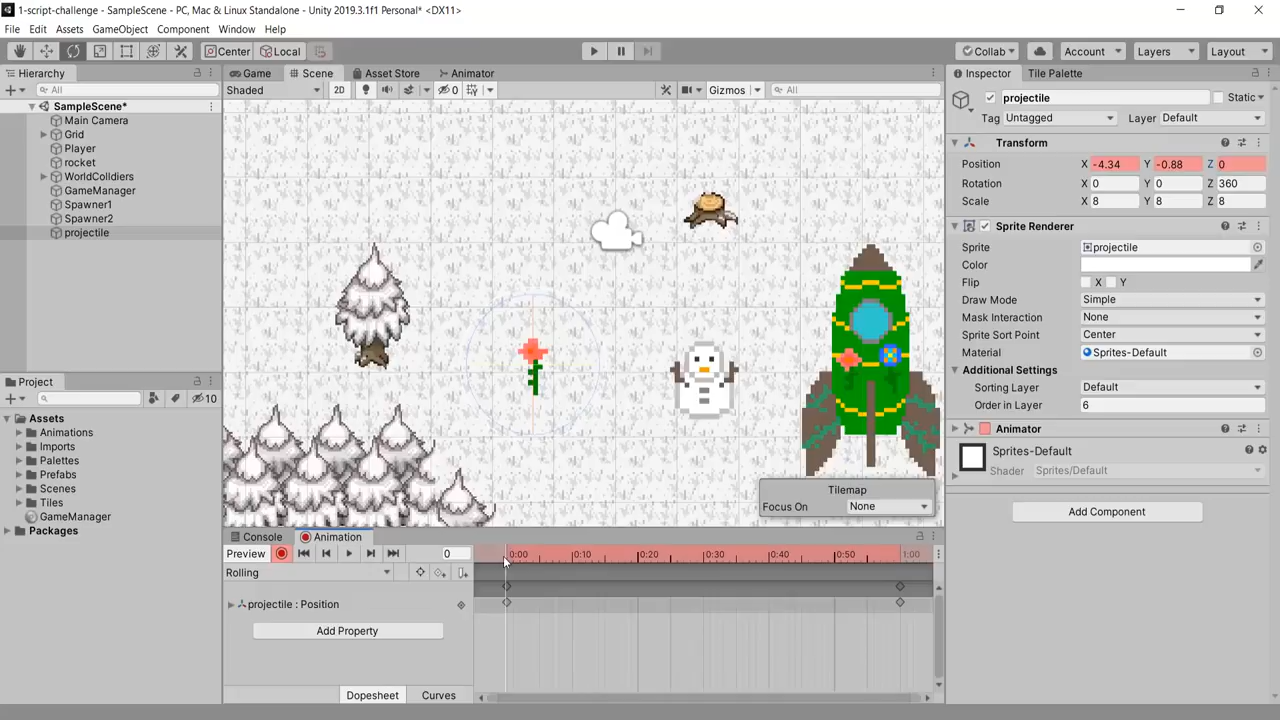 1-script-challenge - SampleScene - PC, Mac & Linux Standalone - Unity 2019.3.1f1 Personal* <DX11>
File Edit Assets GameObject Component Window Help
Center Local Collab Account Layers Layout
Hierarchy
All
SampleScene*
Main Camera
Grid
Player
rocket
WorldColldiers
GameManager
Spawner1
Spawner2
projectile
Game Scene Asset Store Animator
Shaded 2D 0 Gizmos All
Tilemap
Focus On None
Project
10
Assets
Animations
Imports
Palettes
Prefabs
Scenes
Tiles
GameManager
Packages
Console Animation
Preview 0 0:00 0:10 0:20 0:30 0:40 0:50 1:00
Rolling
projectile : Position
Add Property
Dopesheet Curves
Inspector Tile Palette
projectile Static
Tag Untagged Layer Default
Transform
Position X -4.34 Y -0.88 Z 0
Rotation X 0 Y 0 Z 360
Scale X 8 Y 8 Z 8
Sprite Renderer
Sprite projectile
Color
Flip X Y
Draw Mode Simple
Mask Interaction None
Sprite Sort Point Center
Material Sprites-Default
Additional Settings
Sorting Layer Default
Order in Layer 6
Animator
Sprites-Default
Shader Sprites/Default
Add Component